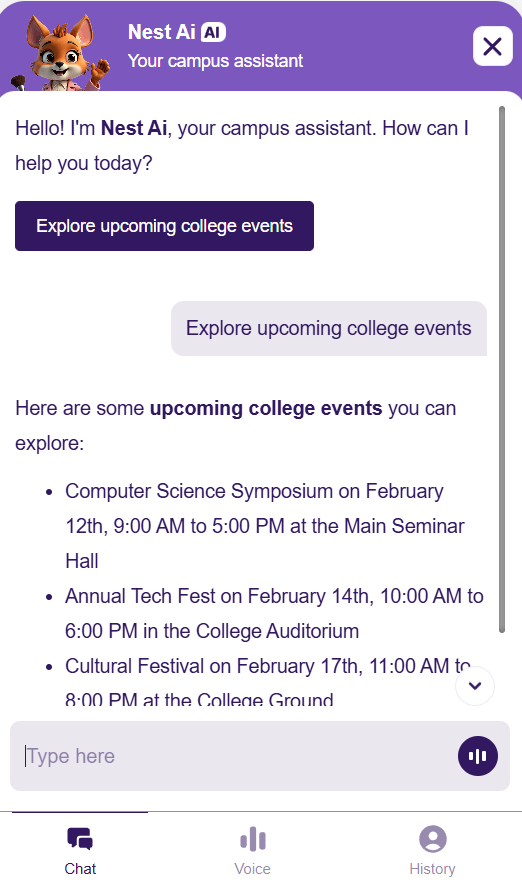 Nest Ai AI
Your campus assistant
Hello! I'm Nest Ai, your campus assistant. How can I
help you today?
Explore upcoming college events
Explore upcoming college events
Here are some upcoming college events you can
explore:
• Computer Science Symposium on February
12th, 9:00 AM to 5:00 PM at the Main Seminar
Hall
• Annual Tech Fest on February 14th, 10:00 AM to
6:00 PM in the College Auditorium
• Cultural Festival on February 17th, 11:00 AM to
8:00 PM at the College Ground
Type here
Chat
Voice
History